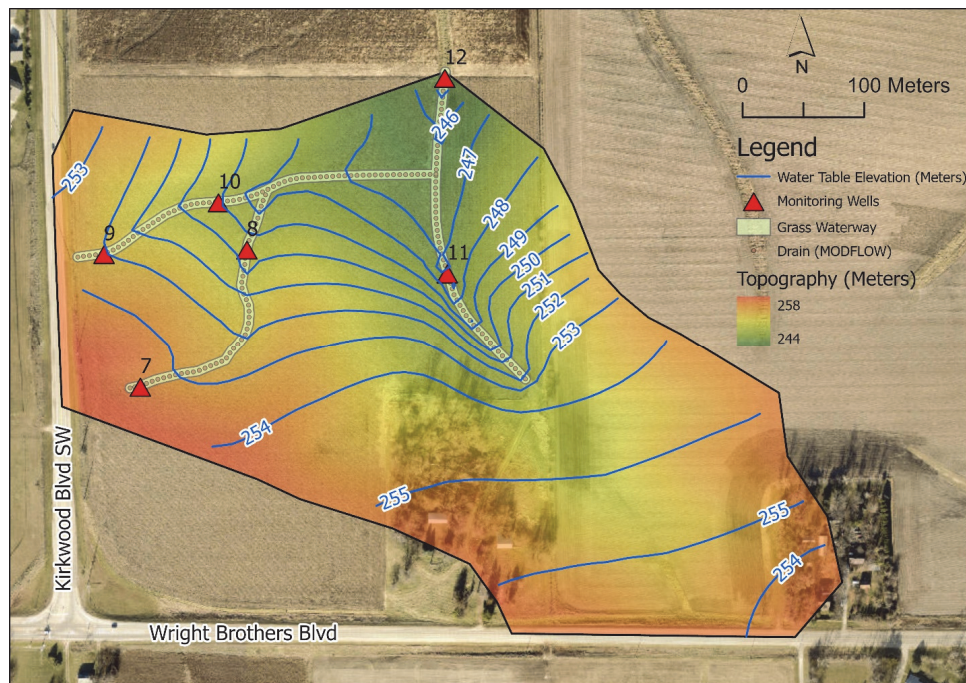 12
0
100 Meters
N
Legend
Water Table Elevation (Meters)
Monitoring Wells
Grass Waterway
Drain (MODFLOW)
Topography (Meters)
258
244
246
247
253
10
9
8
248
249
11
250
251
252
253
7
254
255
255
254
Kirkwood Blvd SW
Wright Brothers Blvd